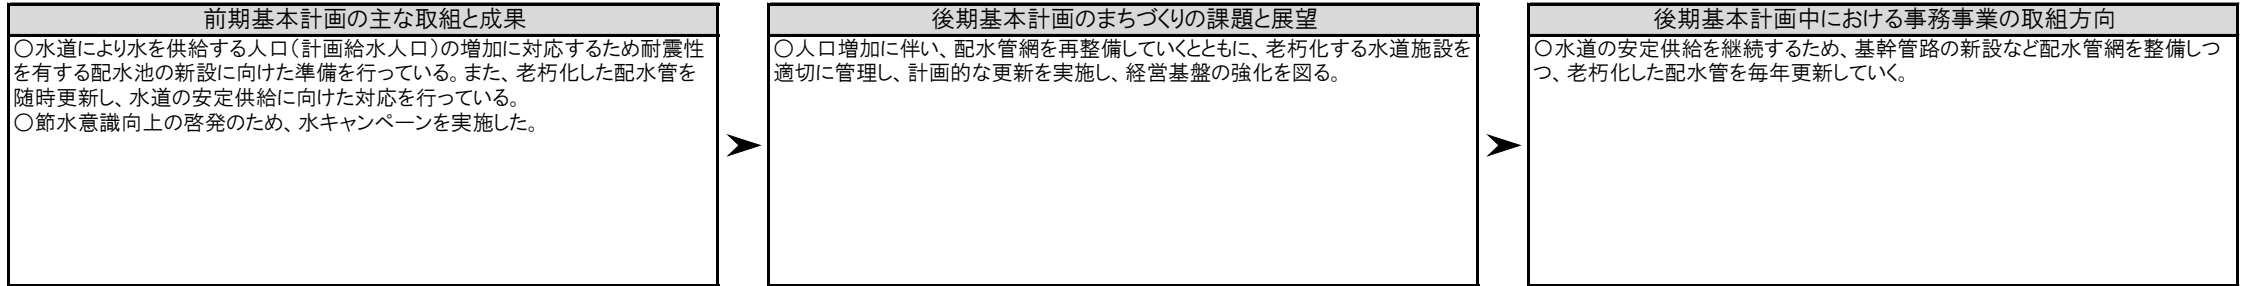 前期基本計画の主な取組と成果
〇水道により水を供給する人口（計画給水人口）の増加に対応するため耐震性
を有する配水池の新設に向けた準備を行っている。また、老朽化した配水管を
随時更新し、水道の安定供給に向けた対応を行っている。
〇節水意識向上の啓発のため、水キャンペーンを実施した。
後期基本計画のまちづくりの課題と展望
〇人口増加に伴い、配水管網を再整備していくとともに、老朽化する水道施設を
適切に管理し、計画的な更新を実施し、経営基盤の強化を図る。
後期基本計画中における事務事業の取組方向
〇水道の安定供給を継続するため、基幹管路の新設など配水管網を整備しつ
つ、老朽化した配水管を毎年更新していく。